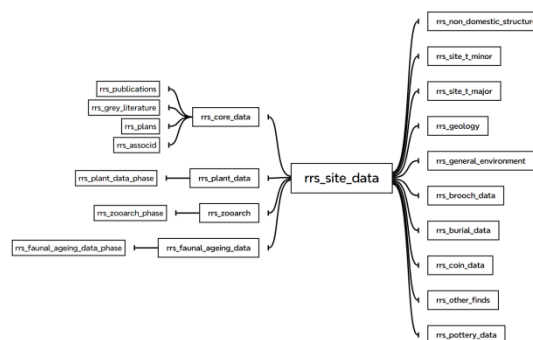 rrs_non_domestic_structure
rrs_site_t_minor
rrs_site_t_major
rrs_geology
rrs_general_environment
rrs_brooch_data
rrs_burial_data
rrs_coin_data
rrs_other_finds
rrs_pottery_data
rrs_site_data
rrs_core_data
rrs_publications
rrs_grey_literature
rrs_plans
rrs_associd
rrs_plant_data
rrs_plant_data_phase
rrs_zooarch
rrs_zooarch_phase
rrs_faunal_ageing_data
rrs_faunal_ageing_data_phase